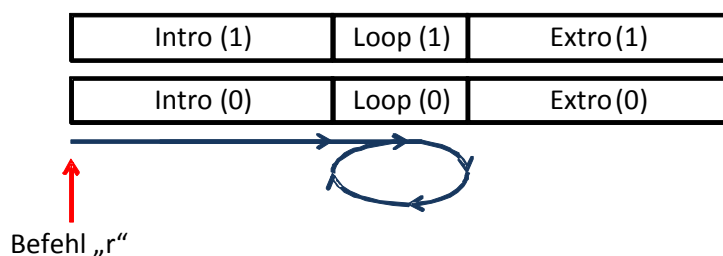 Intro (1) Loop (1) Extro (1)
Intro (0) Loop (0) Extro (0)
Befehl „r“